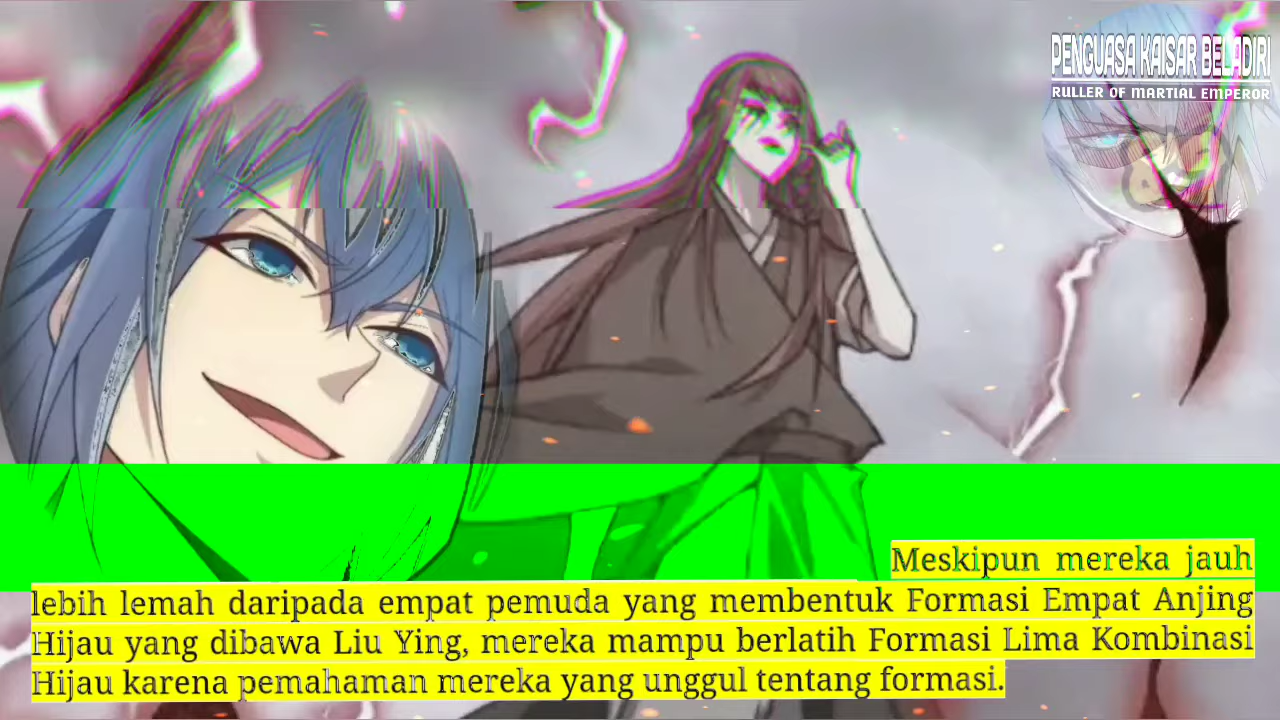 PENGUASA KAISAR BELADIRI
RULLER OF MARTIAL EMPEROR
Meskipun mereka jauh
lebih lemah daripada empat pemuda yang membentuk Formasi Empat Anjing
Hijau yang dibawa Liu Ying, mereka mampu berlatih Formasi Lima Kombinasi
Hijau karena pemahaman mereka yang unggul tentang formasi.